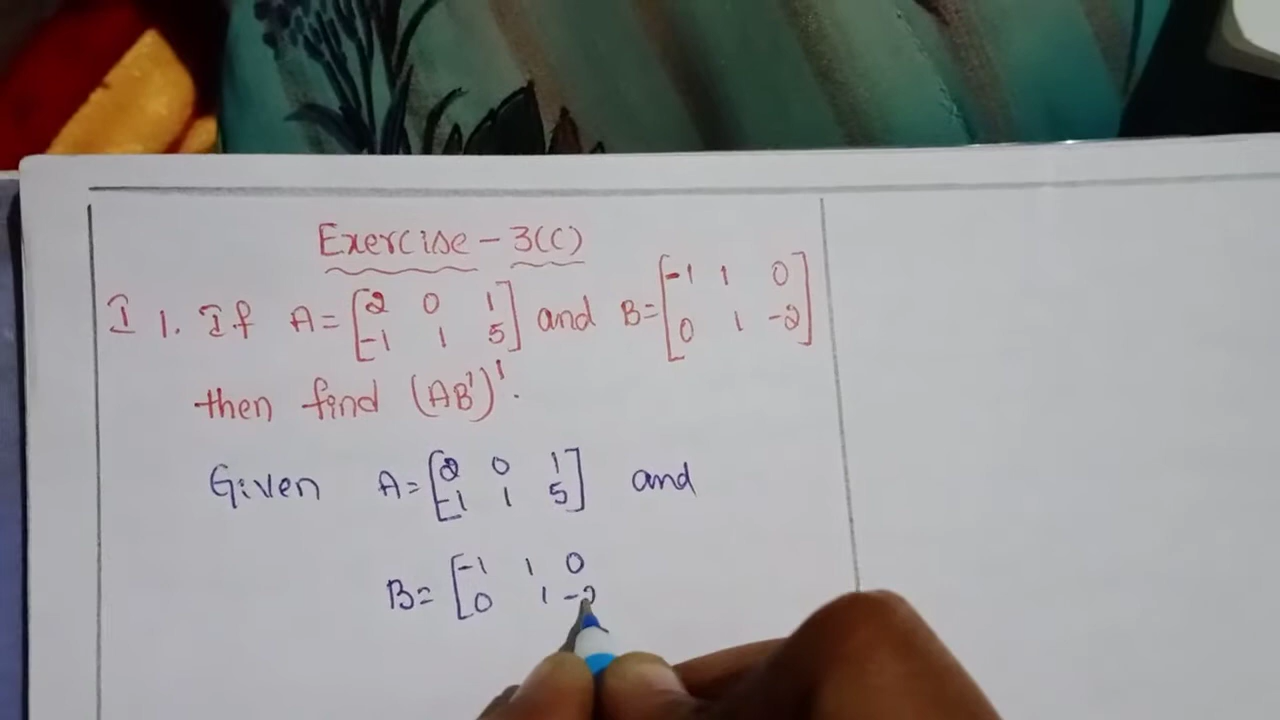 Exercise - 3(C)
I 1. If A = [2 0 1 -1 1 5] and B = [-1 1 0 0 1 -2]
then find (AB')'.
Given A = [2 0 1 -1 1 5] and
B = [-1 1 0 0 1 -2